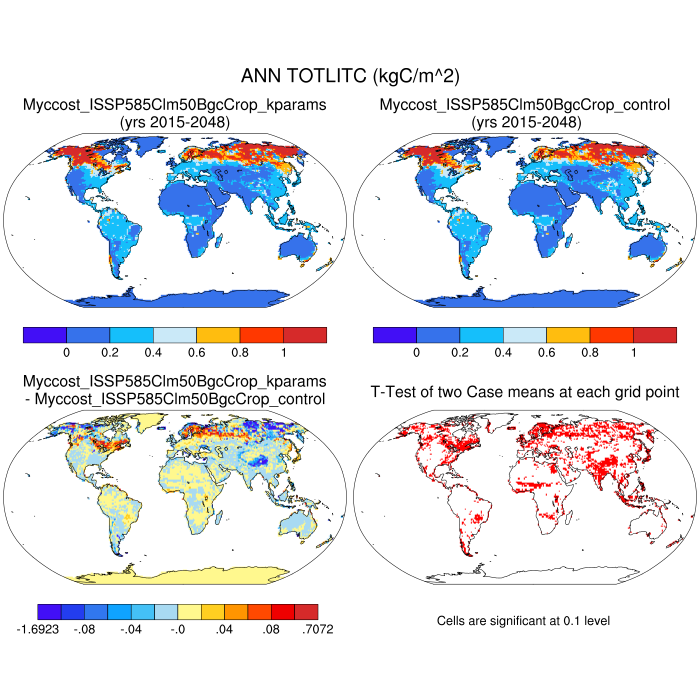 ANN TOTLITC (kgC/m^2)
Myccost_ISSP585Clm50BgcCrop_kparams
(yrs 2015-2048)
Myccost_ISSP585Clm50BgcCrop_control
(yrs 2015-2048)
0 0.2 0.4 0.6 0.8 1
0 0.2 0.4 0.6 0.8 1
Myccost_ISSP585Clm50BgcCrop_kparams
- Myccost_ISSP585Clm50BgcCrop_control
T-Test of two Case means at each grid point
-1.6923 -.08 -.04 -.0 .04 .08 .7072
Cells are significant at 0.1 level